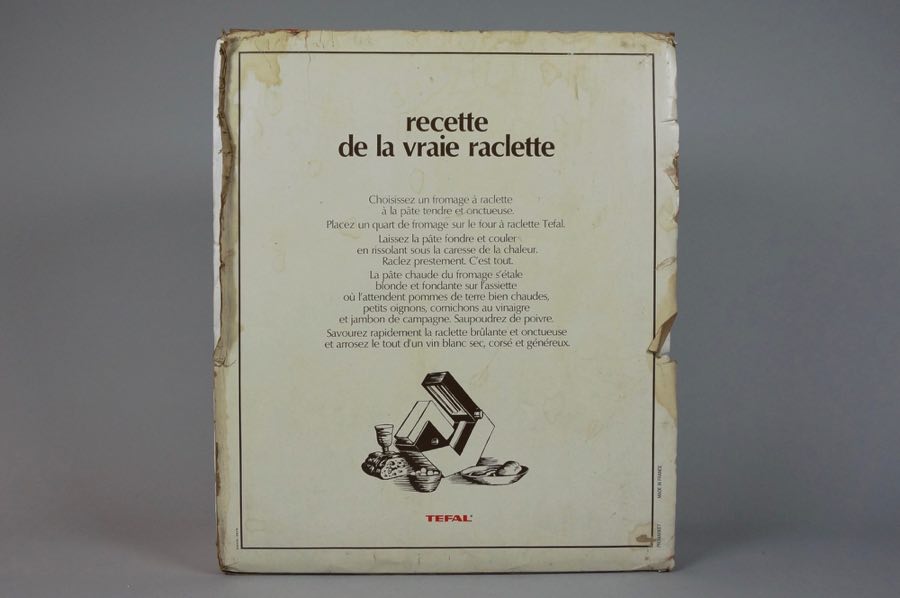 recette
de la vraie raclette
Choisissez un fromage à raclette
à la pâte tendre et onctueuse.
Placez un quart de fromage sur le four à raclette Tefal.
Laissez la pâte fondre et couler
en rissolant sous la caresse de la chaleur.
Raclez prestement. C'est tout.
La pâte chaude du fromage s'étale
blonde et fondante sur l'assiette
où l'attendent pommes de terre bien chaudes,
petits oignons, cornichons au vinaigre
et jambon de campagne. Saupoudrez de poivre.
Savourez rapidement la raclette brûlante et onctueuse
et arrosez le tout d'un vin blanc sec, corsé et généreux.
TEFAL
MADE IN FRANCE